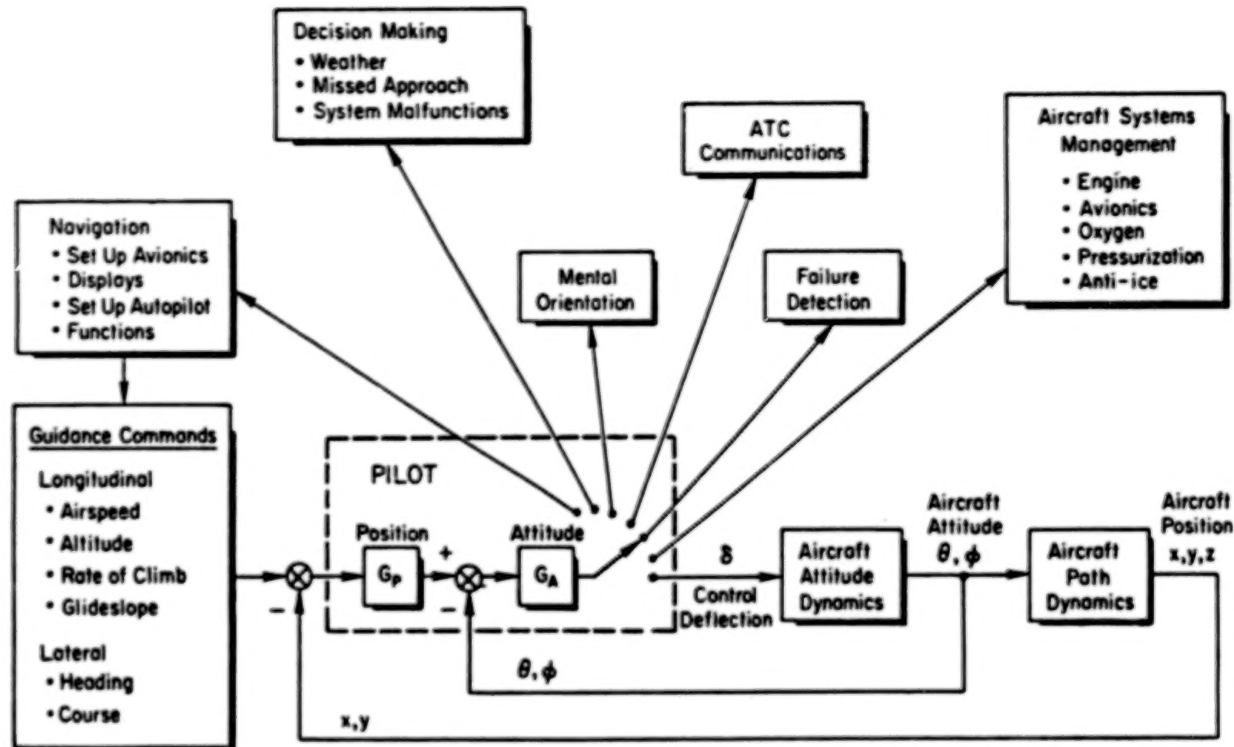 Decision Making
• Weather
• Missed Approach
• System Malfunctions
ATC
Communications
Aircraft Systems
Management
• Engine
• Avionics
• Oxygen
• Pressurization
• Anti-ice
Navigation
• Set Up Avionics
• Displays
• Set Up Autopilot
• Functions
Mental
Orientation
Failure
Detection
Guidance Commands
Longitudinal
• Airspeed
• Altitude
• Rate of Climb
• Glideslope
Lateral
• Heading
• Course
PILOT
Position
G_P
Attitude
G_A
+
−
−
δ
Control
Deflection
Aircraft
Attitude
Dynamics
Aircraft
Attitude
θ, ϕ
Aircraft
Path
Dynamics
Aircraft
Position
x,y,z
θ, ϕ
x,y